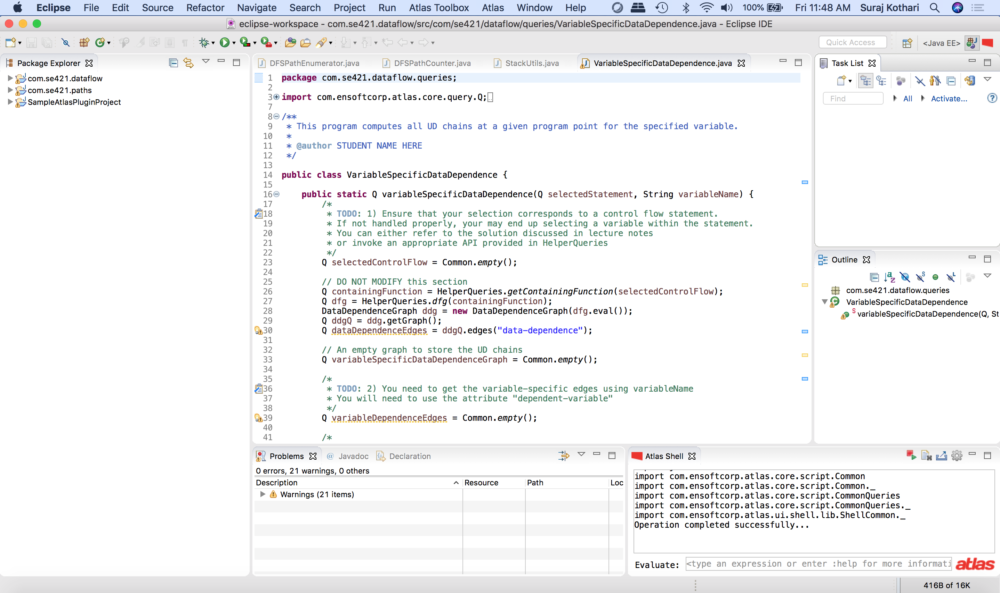 Eclipse File Edit Source Refactor Navigate Search Project Run Atlas Toolbox Atlas Window Help 100% Fri 11:48 AM Suraj Kothari
eclipse-workspace - com.se421.dataflow/src/com/se421/dataflow/queries/VariableSpecificDataDependence.java - Eclipse IDE
Quick Access <Java EE>
Package Explorer
com.se421.dataflow
com.se421.paths
SampleAtlasPluginProject
DFSPathEnumerator.java DFSPathCounter.java StackUtils.java VariableSpecificDataDependence.java
1 package com.se421.dataflow.queries;
2
3 import com.ensoftcorp.atlas.core.query.Q;
7
8 /**
9 * This program computes all UD chains at a given program point for the specified variable.
10 *
11 * @author STUDENT NAME HERE
12 */
13
14 public class VariableSpecificDataDependence {
15
16 public static Q variableSpecificDataDependence(Q selectedStatement, String variableName) {
17 /*
18 * TODO: 1) Ensure that your selection corresponds to a control flow statement.
19 * If not handled properly, your may end up selecting a variable within the statement.
20 * You can either refer to the solution discussed in lecture notes
21 * or invoke an appropriate API provided in HelperQueries
22 */
23 Q selectedControlFlow = Common.empty();
24
25 // DO NOT MODIFY this section
26 Q containingFunction = HelperQueries.getContainingFunction(selectedControlFlow);
27 Q dfg = HelperQueries.dfg(containingFunction);
28 DataDependenceGraph ddg = new DataDependenceGraph(dfg.eval());
29 Q ddgQ = ddg.getGraph();
30 Q dataDependenceEdges = ddgQ.edges("data-dependence");
31
32 // An empty graph to store the UD chains
33 Q variableSpecificDataDependenceGraph = Common.empty();
34
35 /*
36 * TODO: 2) You need to get the variable-specific edges using variableName
37 * You will need to use the attribute "dependent-variable"
38 */
39 Q variableDependenceEdges = Common.empty();
40
41 /*
Task List
Find All Activate...
Outline
com.se421.dataflow.queries
VariableSpecificDataDependence
variableSpecificDataDependence(Q, St
Problems @ Javadoc Declaration
0 errors, 21 warnings, 0 others
Description Resource Path Loc
Warnings (21 items)
Atlas Shell
import com.ensoftcorp.atlas.core.script.Common
import com.ensoftcorp.atlas.core.script.Common._
import com.ensoftcorp.atlas.core.script.CommonQueries
import com.ensoftcorp.atlas.core.script.CommonQueries._
import com.ensoftcorp.atlas.ui.shell.lib.ShellCommon._
Operation completed successfully...
Evaluate: <type an expression or enter :help for more informati atlas
416B of 16K